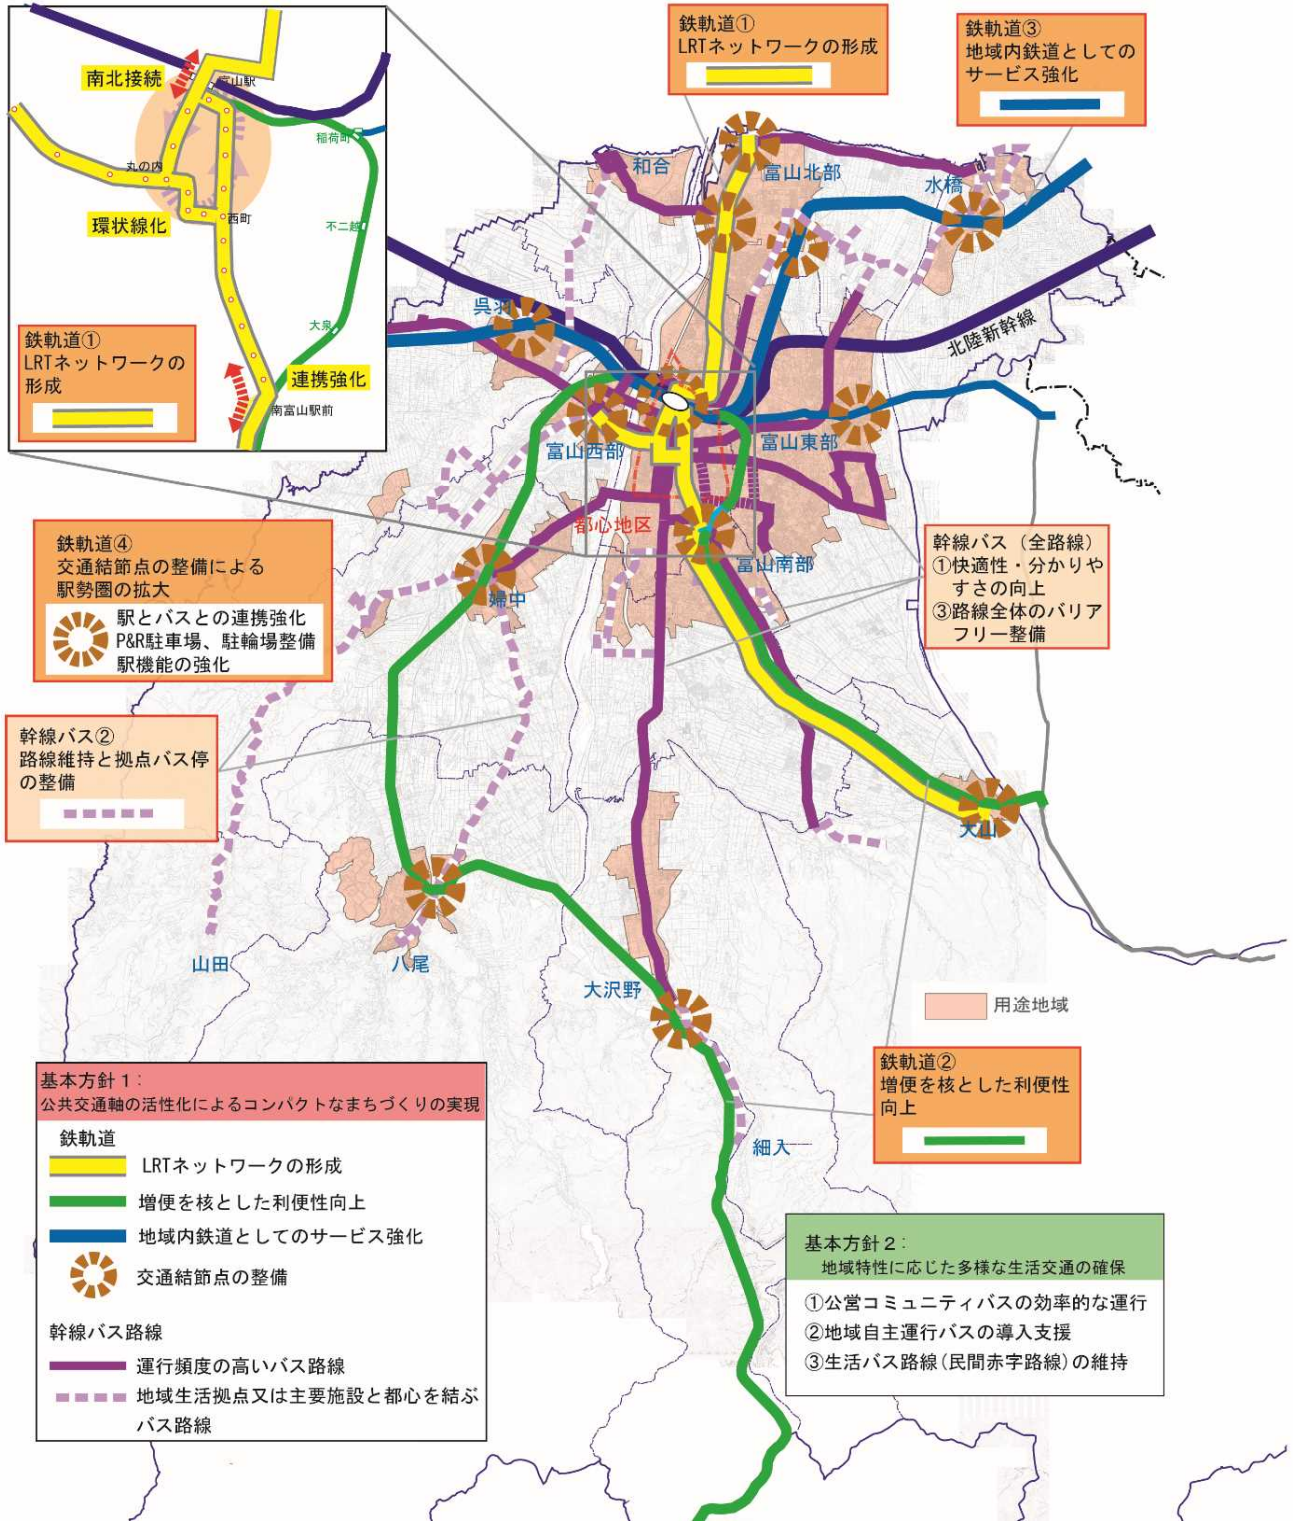 南北接続
富山駅
稲荷町
丸の内
環状線化
西町
不二越
大泉
鉄軌道①
LRTネットワークの
形成
連携強化
南富山駅前
鉄軌道①
LRTネットワークの形成
鉄軌道③
地域内鉄道としての
サービス強化
和合
富山北部
水橋
呉羽
北陸新幹線
富山西部
富山東部
都心地区
富山南部
婦中
鉄軌道④
交通結節点の整備による
駅勢圏の拡大
駅とバスとの連携強化
P&R駐車場、駐輪場整備
駅機能の強化
幹線バス（全路線）
①快適性・分かりや
すさの向上
③路線全体のバリア
フリー整備
幹線バス②
路線維持と拠点バス停
の整備
大山
山田
八尾
大沢野
用途地域
鉄軌道②
増便を核とした利便性
向上
細入
基本方針１：
公共交通軸の活性化によるコンパクトなまちづくりの実現
鉄軌道
LRTネットワークの形成
増便を核とした利便性向上
地域内鉄道としてのサービス強化
交通結節点の整備
幹線バス路線
運行頻度の高いバス路線
地域生活拠点又は主要施設と都心を結ぶ
バス路線
基本方針２：
地域特性に応じた多様な生活交通の確保
①公営コミュニティバスの効率的な運行
②地域自主運行バスの導入支援
③生活バス路線(民間赤字路線)の維持